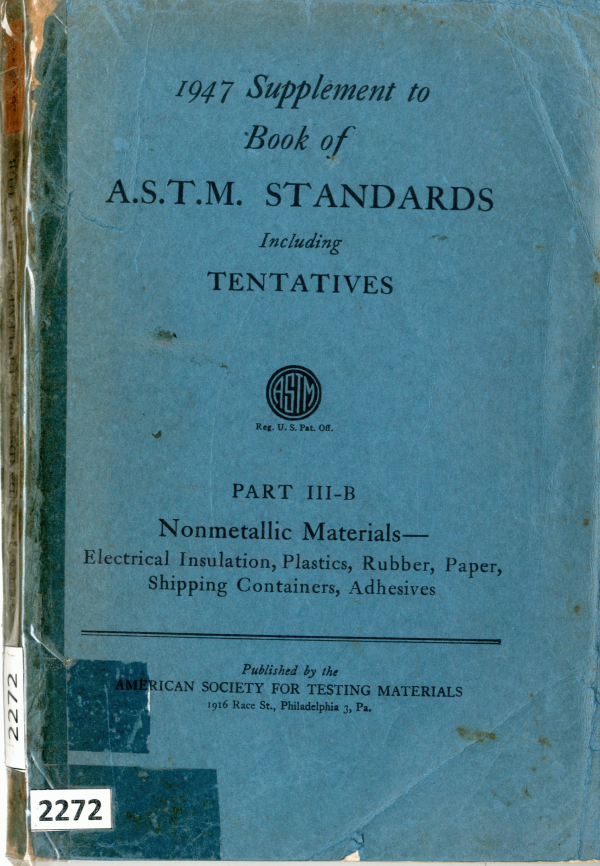 1947 Supplement to
Book of
A.S.T.M. STANDARDS
Including
TENTATIVES
ASTM
Reg. U. S. Pat. Off.
PART III-B
Nonmetallic Materials—
Electrical Insulation, Plastics, Rubber, Paper,
Shipping Containers, Adhesives
Published by the
AMERICAN SOCIETY FOR TESTING MATERIALS
1916 Race St., Philadelphia 3, Pa.
2272
2272